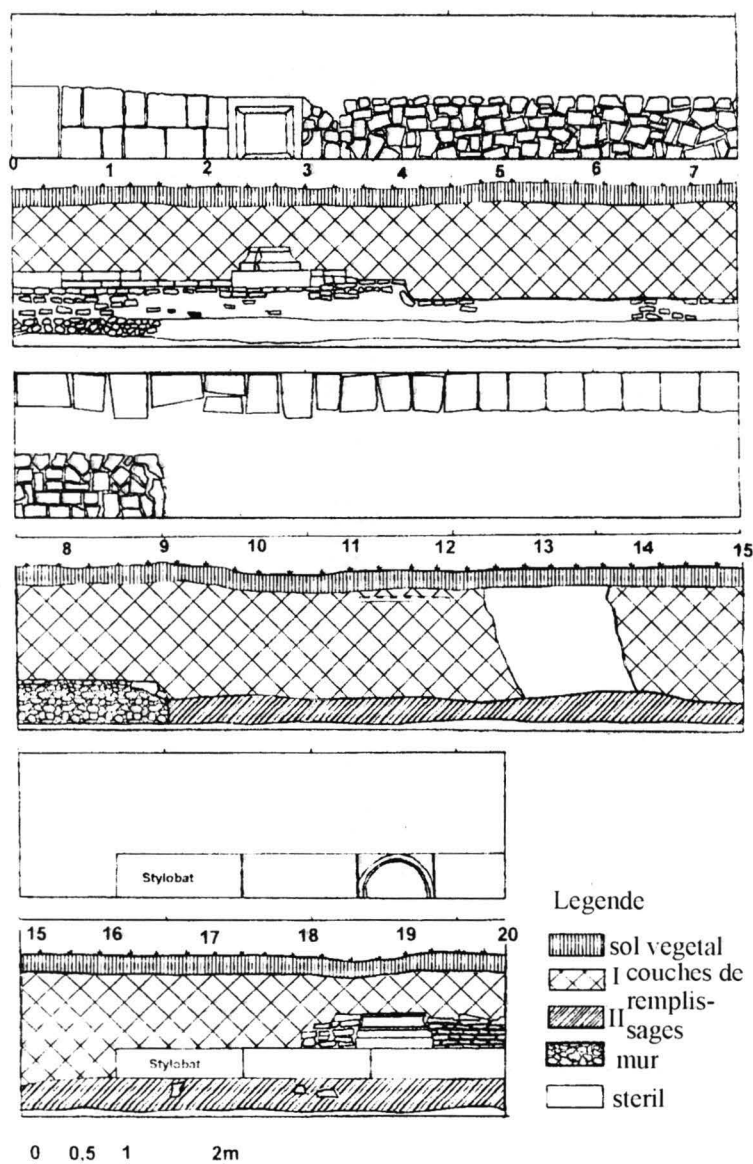 0 1 2 3 4 5 6 7
8 9 10 11 12 13 14 15
Stylobat
15 16 17 18 19 20
Stylobat
Legende
sol vegetal
I couches de
II remplis-
sages
mur
steril
0 0,5 1 2m